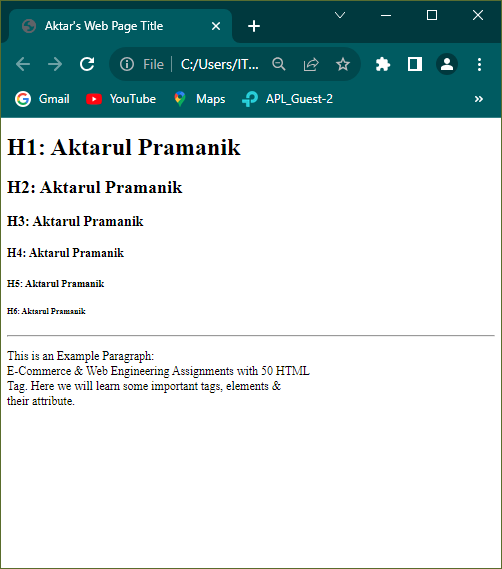 Aktar's Web Page Title
File C:/Users/IT...
Gmail YouTube Maps APL_Guest-2 »
H1: Aktarul Pramanik
H2: Aktarul Pramanik
H3: Aktarul Pramanik
H4: Aktarul Pramanik
H5: Aktarul Pramanik
H6: Aktarul Pramanik
This is an Example Paragraph:
E-Commerce & Web Engineering Assignments with 50 HTML
Tag. Here we will learn some important tags, elements &
their attribute.